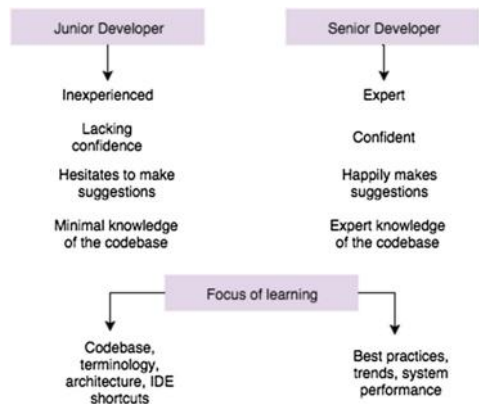 Junior Developer
Senior Developer
Inexperienced
Expert
Lacking
confidence
Confident
Hesitates to make
suggestions
Happily makes
suggestions
Minimal knowledge
of the codebase
Expert knowledge
of the codebase
Focus of learning
Codebase,
terminology,
architecture, IDE
shortcuts
Best practices,
trends, system
performance